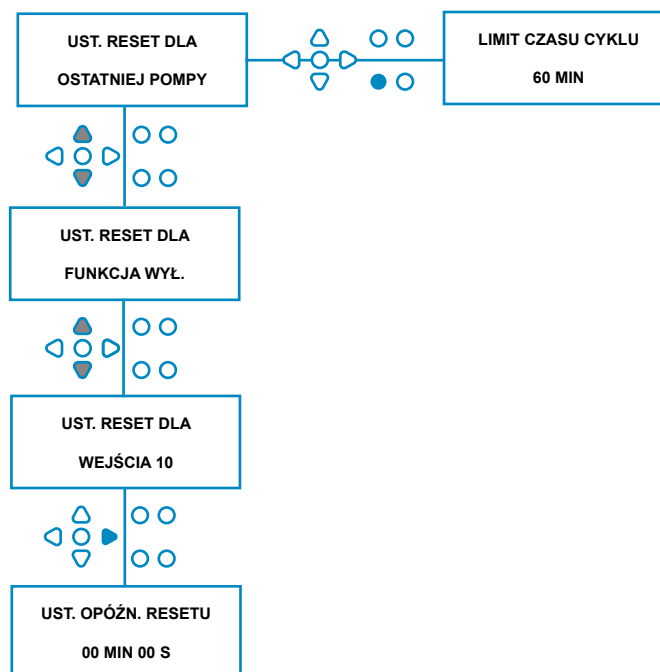 UST. RESET DLA
OSTATNIEJ POMPY
LIMIT CZASU CYKLU
60 MIN
UST. RESET DLA
FUNKCJA WYŁ.
UST. RESET DLA
WEJŚCIA 10
UST. OPÓŹN. RESETU
00 MIN 00 S